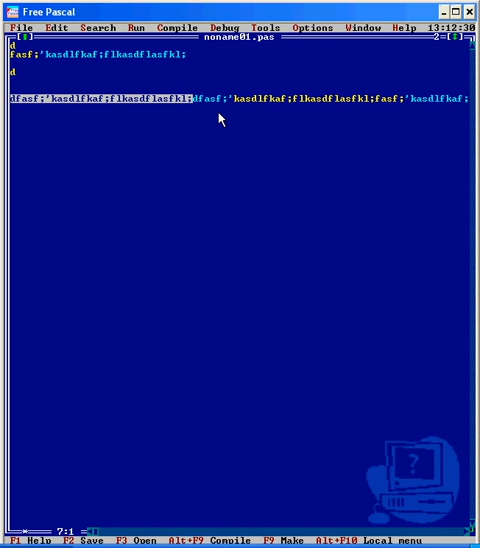 Free Pascal
File Edit Search Run Compile Debug Tools Options Window Help 13:12:30
noname01.pas 2
d
fasf;'kasdlfkaf;flkasdflasfkl;
d
dfasf;'kasdlfkaf;flkasdflasfkl;dfasf;'kasdlfkaf;flkasdflasfkl;fasf;'kasdlfkaf;
?
7:1
F1 Help F2 Save F3 Open Alt+F9 Compile F9 Make Alt+F10 Local menu